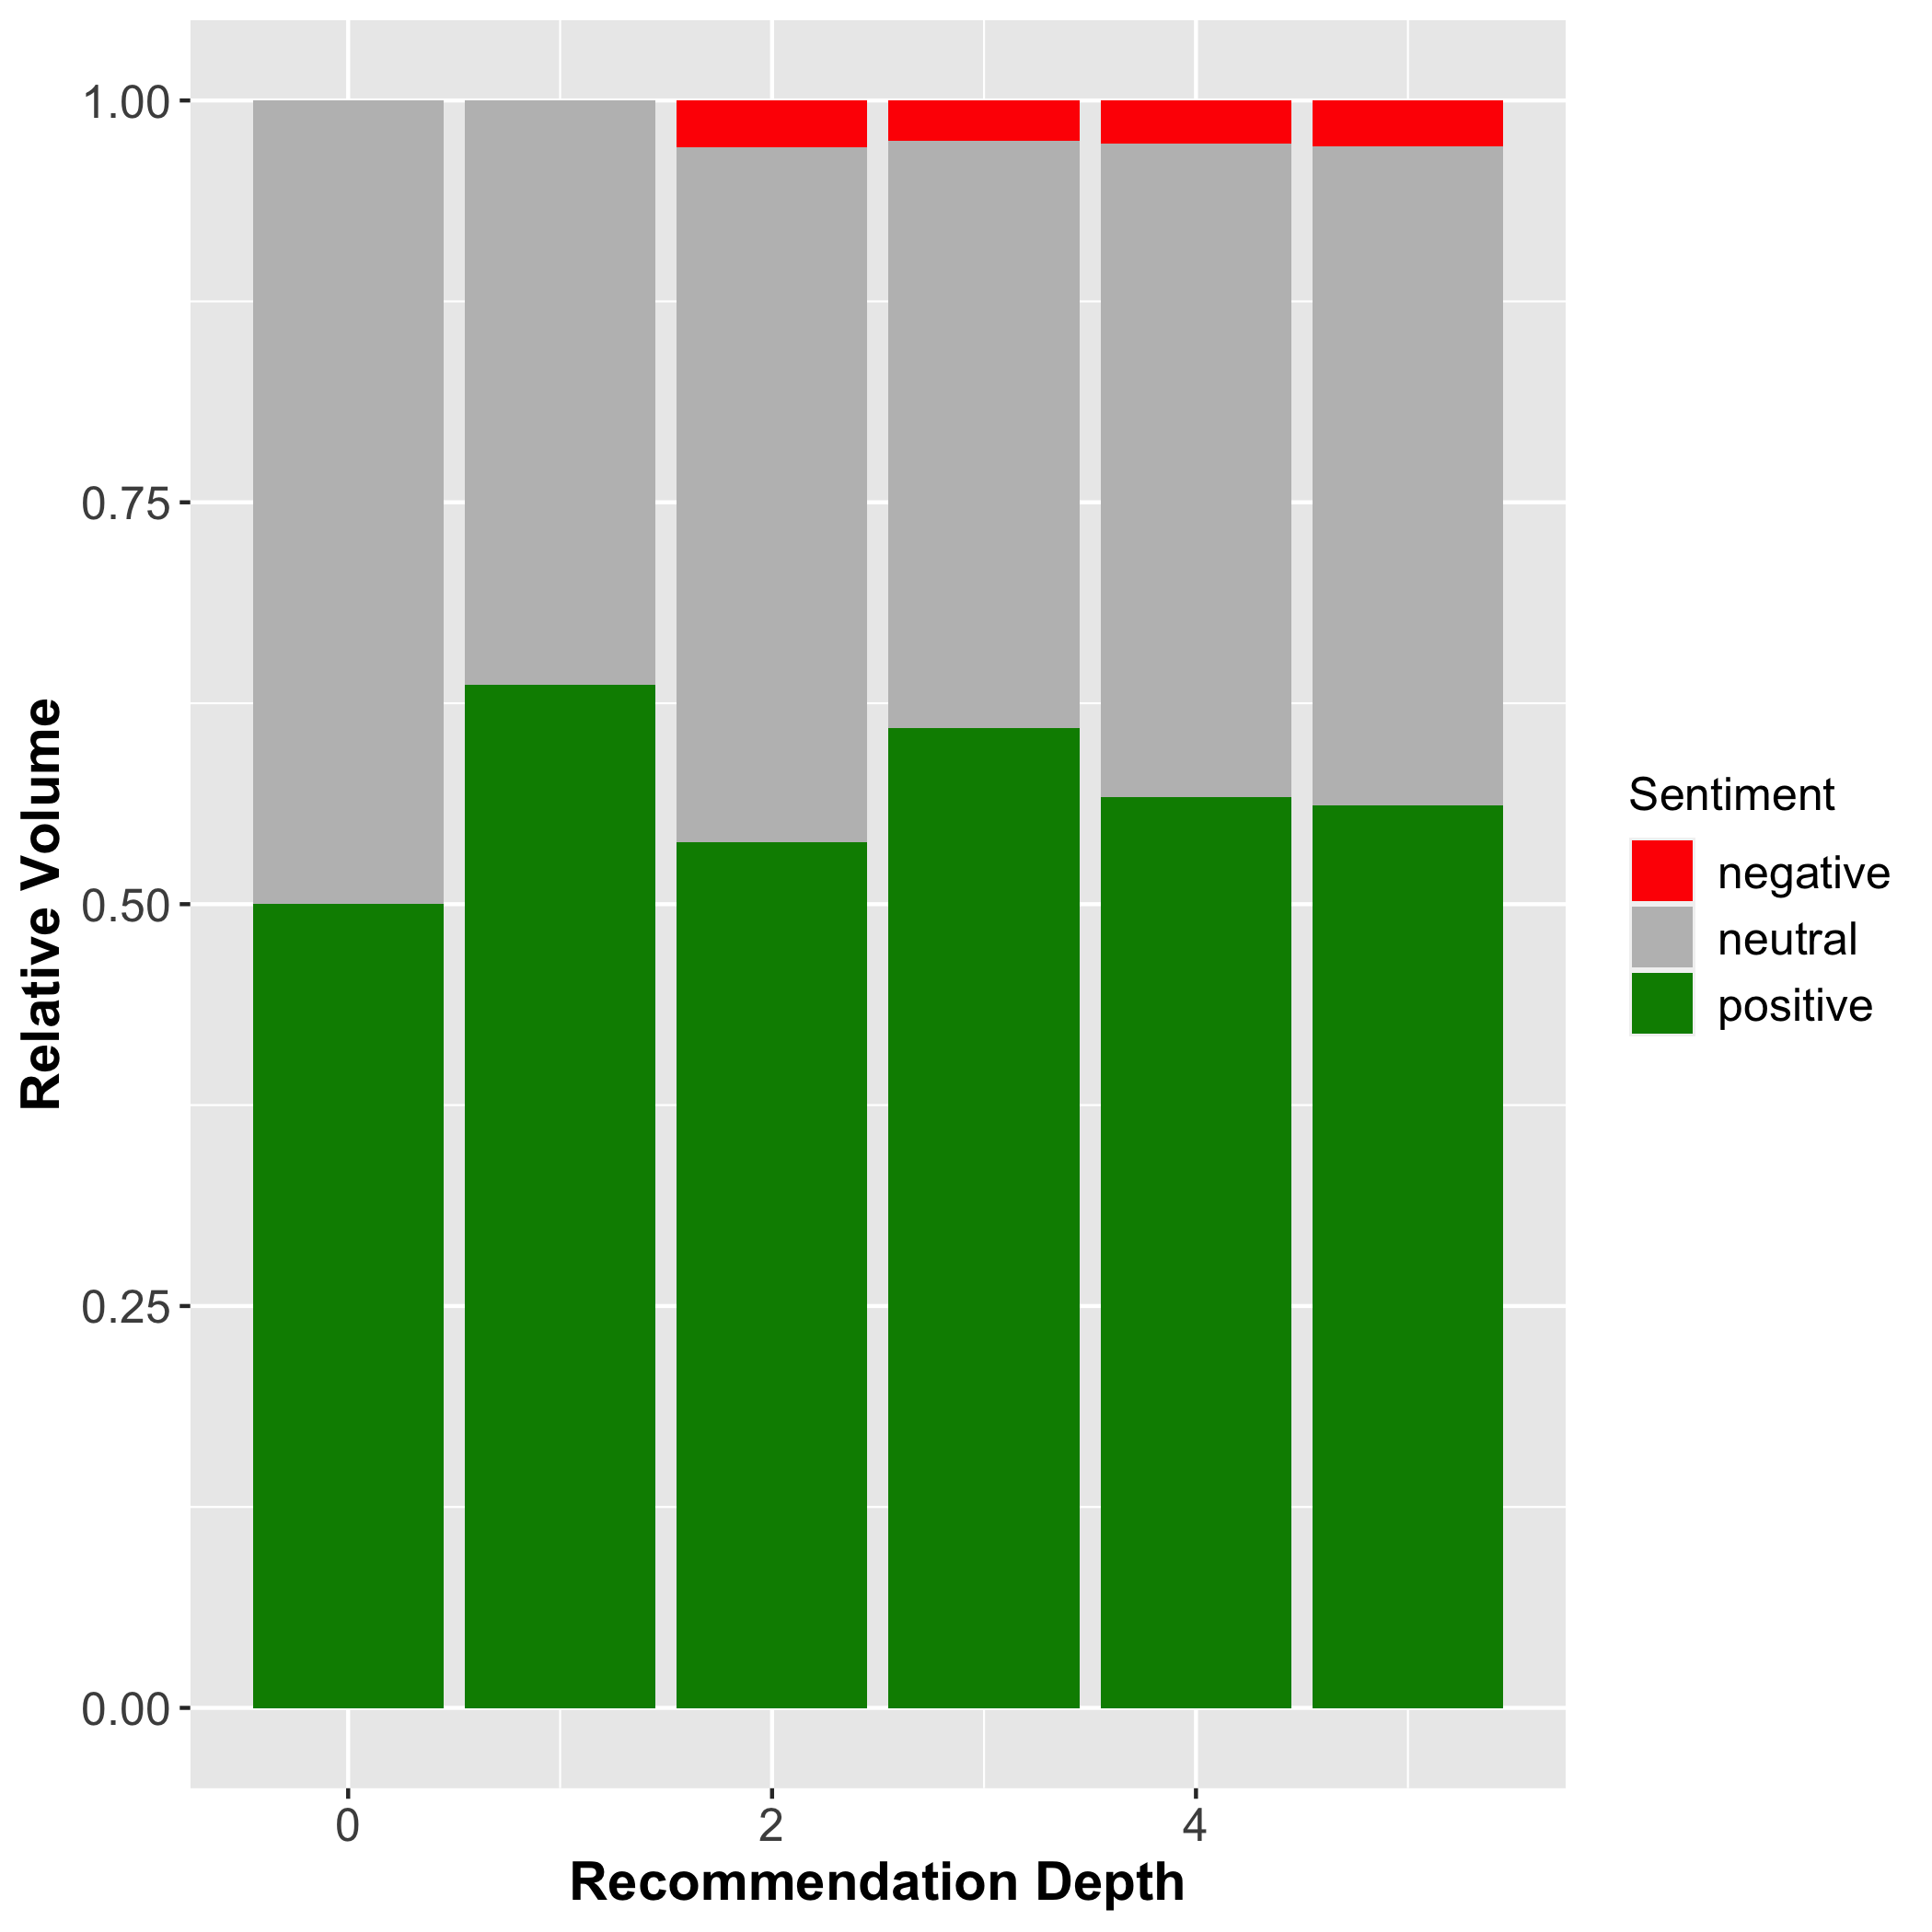 Relative Volume
1.00
0.75
0.50
0.25
0.00
0 2 4
Recommendation Depth
Sentiment
negative
neutral
positive